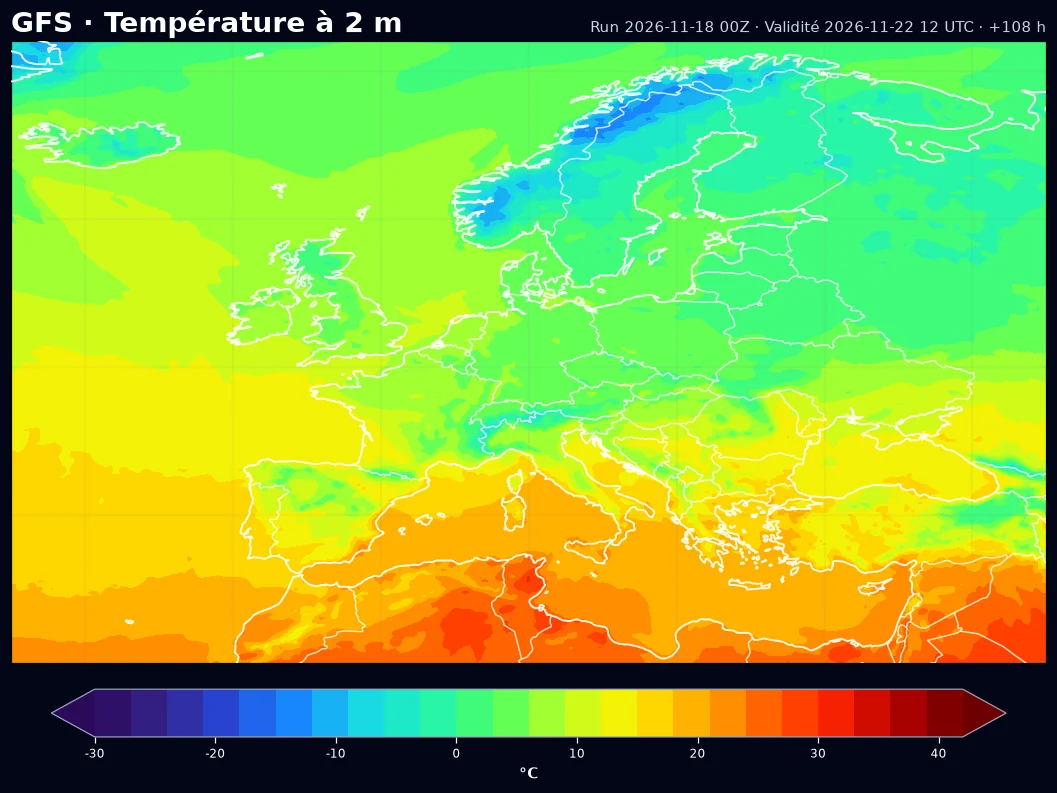 GFS · Température à 2 m
Run 2026-11-18 00Z · Validité 2026-11-22 12 UTC · +108 h
-30 -20 -10 0 10 20 30 40
°C